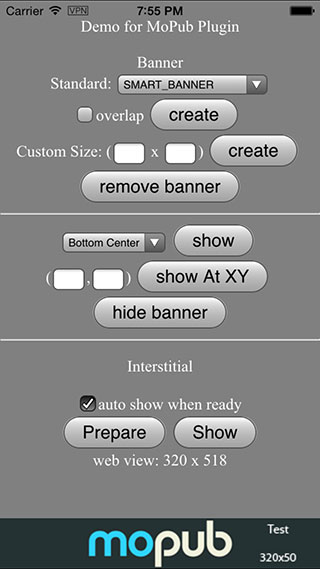 Carrier VPN 7:55 PM
Demo for MoPub Plugin
Banner
Standard: SMART_BANNER
overlap create
Custom Size: ( x ) create
remove banner
Bottom Center show
( , ) show At XY
hide banner
Interstitial
auto show when ready
Prepare Show
web view: 320 x 518
mopub Test
320x50